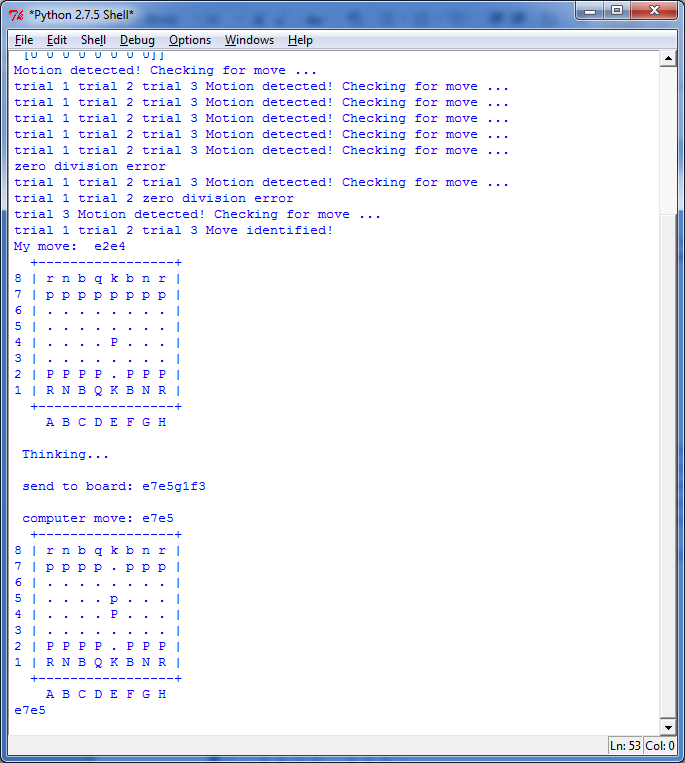 *Python 2.7.5 Shell*
File Edit Shell Debug Options Windows Help
[0 0 0 0 0 0 0 0]]
Motion detected! Checking for move ...
trial 1 trial 2 trial 3 Motion detected! Checking for move ...
trial 1 trial 2 trial 3 Motion detected! Checking for move ...
trial 1 trial 2 trial 3 Motion detected! Checking for move ...
trial 1 trial 2 trial 3 Motion detected! Checking for move ...
trial 1 trial 2 trial 3 Motion detected! Checking for move ...
zero division error
trial 1 trial 2 trial 3 Motion detected! Checking for move ...
trial 1 trial 2 zero division error
trial 3 Motion detected! Checking for move ...
trial 1 trial 2 trial 3 Move identified!
My move:  e2e4
  +-----------------+
8 | r n b q k b n r |
7 | p p p p p p p p |
6 | . . . . . . . . |
5 | . . . . . . . . |
4 | . . . . P . . . |
3 | . . . . . . . . |
2 | P P P P . P P P |
1 | R N B Q K B N R |
  +-----------------+
    A B C D E F G H
 Thinking...
 send to board: e7e5g1f3
 computer move: e7e5
  +-----------------+
8 | r n b q k b n r |
7 | p p p p . p p p |
6 | . . . . . . . . |
5 | . . . . p . . . |
4 | . . . . P . . . |
3 | . . . . . . . . |
2 | P P P P . P P P |
1 | R N B Q K B N R |
  +-----------------+
    A B C D E F G H
e7e5
Ln: 53 Col: 0